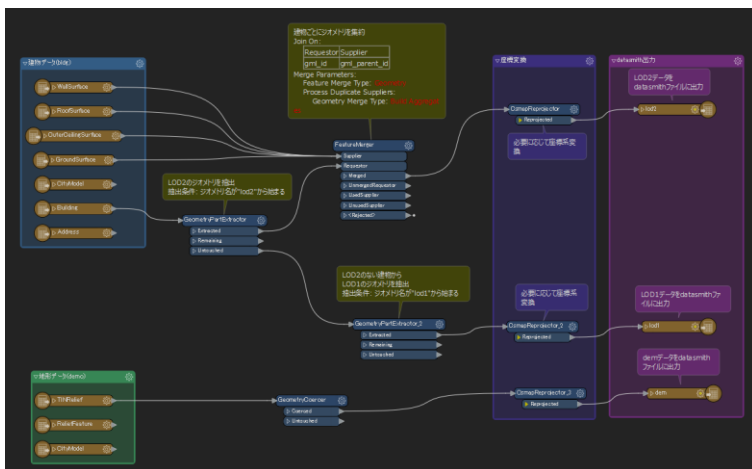 建物ごとにジオメトリを集約
Join On:
Requestor Supplier
gml_id gml_parent_id
Merge Parameters:
Feature Merge Type:
Process Duplicate Suppliers:
Geometry Merge Type:
建物データ(bldg)
WallSurface
RoofSurface
OuterCeilingSurface
GroundSurface
CityModel
Building
Address
LOD2のジオメトリを抽出
抽出条件: ジオメトリ名が"lod2"から始まる
GeometryPartExtractor
Extracted
Remaining
Untouched
FeatureMerger
Supplier
Requestor
Merged
UnmergedRequestor
UsedSupplier
UnusedSupplier
<Rejected>
LOD2のない建物から
LOD1のジオメトリを抽出
抽出条件: ジオメトリ名が"lod1"から始まる
GeometryPartExtractor_2
Extracted
Remaining
Untouched
地形データ(demo)
TINRelief
ReliefFeature
CityModel
GeometryCoercer
Coerced
Untouched
座標変換
CsmapReprojector
Reprojected
必要に応じて座標系変
換
必要に応じて座標系
変換
CsmapReprojector_2
Reprojected
CsmapReprojector_3
Reprojected
datasmith出力
LOD2データを
datasmithファイルに出力
lod2
LOD1データをdatasmithファ
イルに出力
lod1
demデータをdatasmith
ファイルに出力
dem